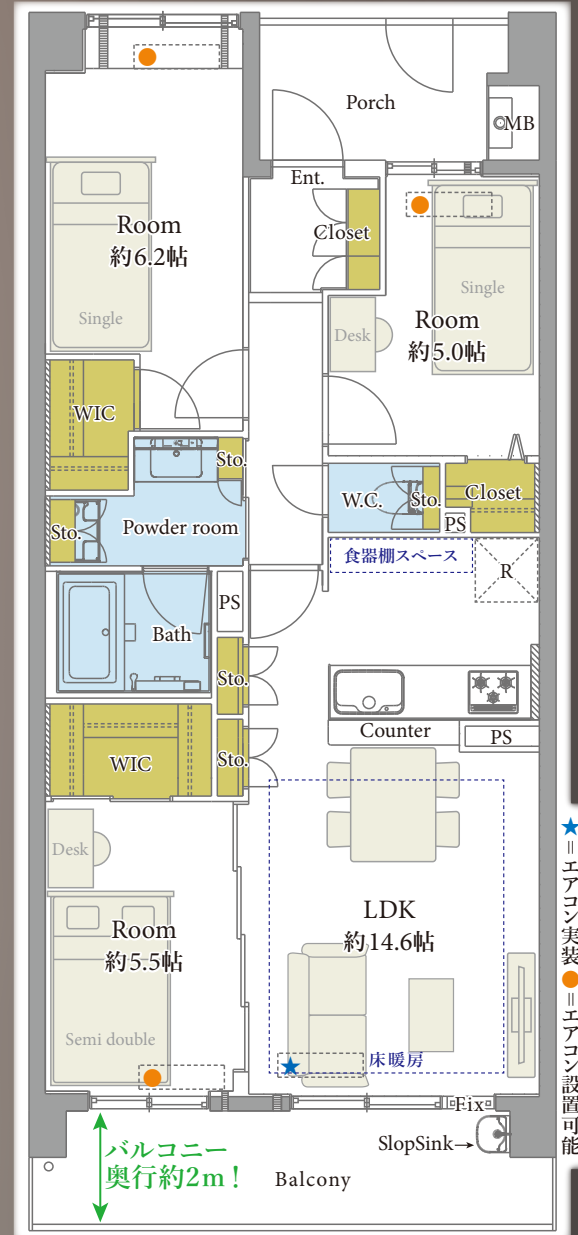 Porch
MB
Ent.
Closet
Room
約6.2帖
Single
Single
Desk
Room
約5.0帖
WIC
Sto.
Sto.
Powder room
W.C.
Sto.
Closet
PS
食器棚スペース
R
PS
Bath
Sto.
Counter
PS
WIC
Sto.
Desk
Room
約5.5帖
Semi double
LDK
約14.6帖
★
床暖房
★=エアコン実装 ●=エアコン設置可能
Fix
SlopSink→
バルコニー
奥行約2m!
Balcony